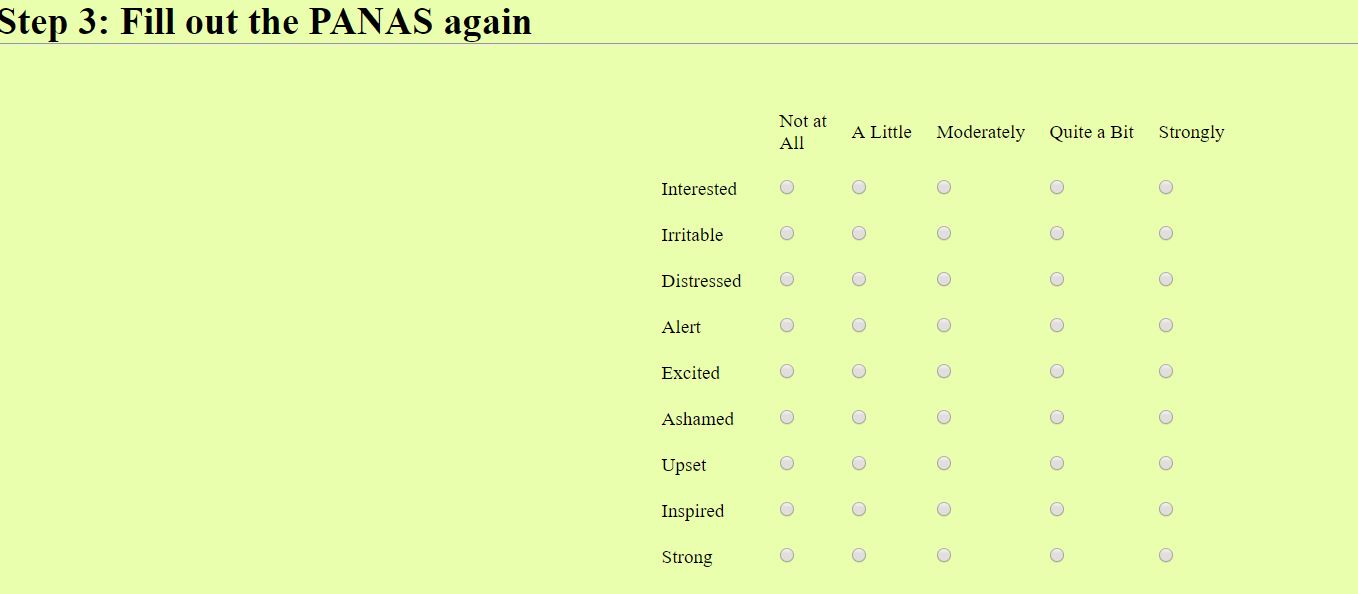 Step 3: Fill out the PANAS again
Not at All A Little Moderately Quite a Bit Strongly
Interested
Irritable
Distressed
Alert
Excited
Ashamed
Upset
Inspired
Strong